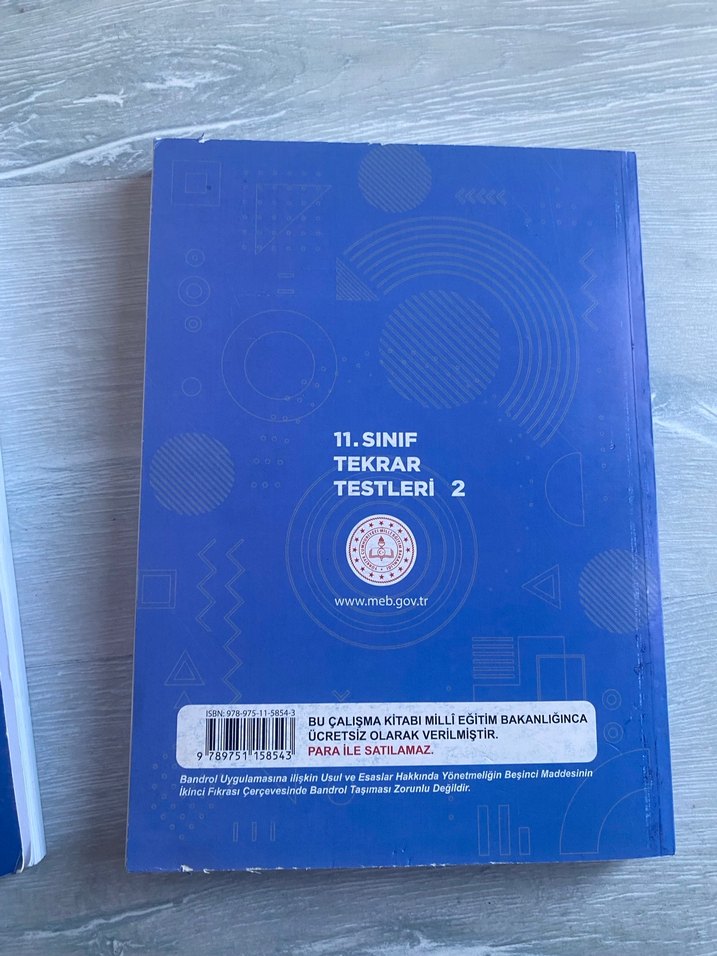 11. SINIF
TEKRAR
TESTLERİ 2
www.meb.gov.tr
ISBN: 978-975-11-5854-3
9 789751 158543
BU ÇALIŞMA KİTABI MİLLÎ EĞİTİM BAKANLIĞINCA
ÜCRETSİZ OLARAK VERİLMİŞTİR.
PARA İLE SATILAMAZ.
Bandrol Uygulamasına ilişkin Usul ve Esaslar Hakkında Yönetmeliğin Beşinci Maddesinin
İkinci Fıkrası Çerçevesinde Bandrol Taşıması Zorunlu Değildir.